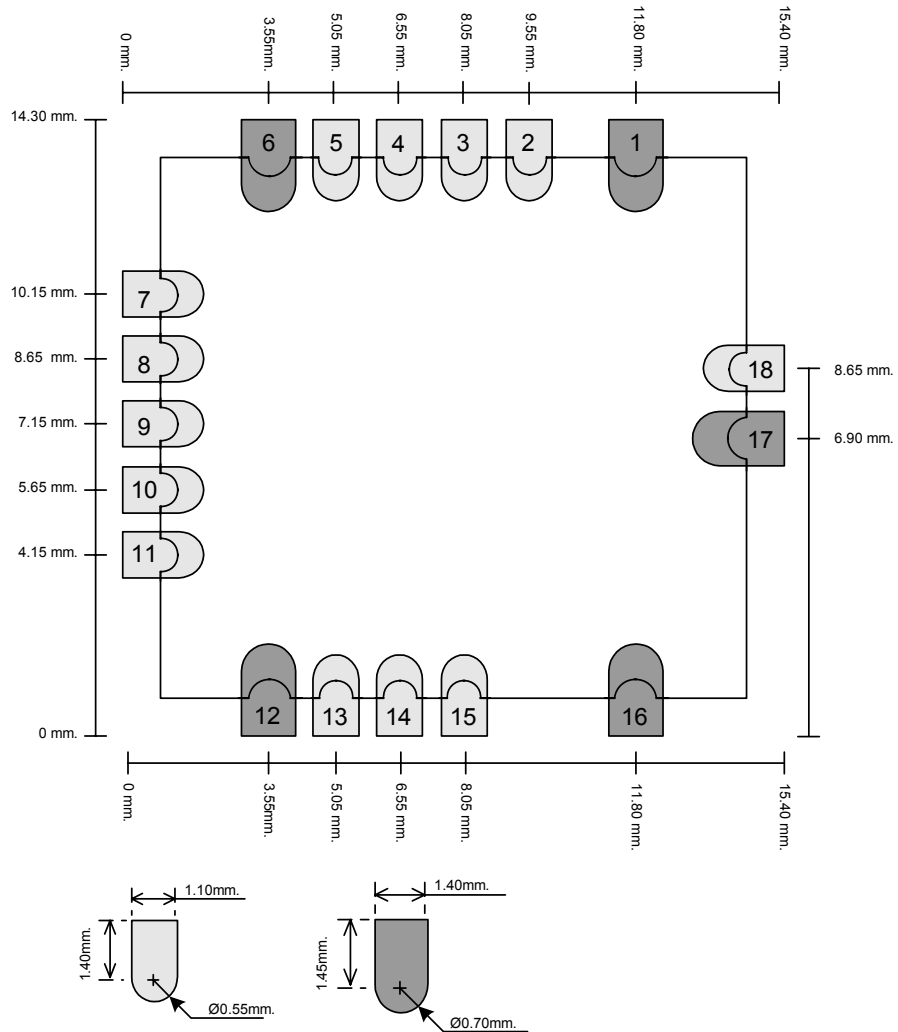 0 mm.
3.55mm.
5.05 mm.
6.55 mm.
8.05 mm.
9.55 mm.
11.80 mm.
15.40 mm.
14.30 mm.
6
5
4
3
2
1
10.15 mm.
7
8.65 mm.
8
18
8.65 mm.
7.15 mm.
9
17
6.90 mm.
5.65 mm.
10
4.15 mm.
11
12
13
14
15
16
0 mm.
0 mm.
3.55mm.
5.05 mm.
6.55 mm.
8.05 mm.
11.80 mm.
15.40 mm.
1.10mm.
1.40mm.
1.40mm.
1.45mm.
Ø0.55mm.
Ø0.70mm.